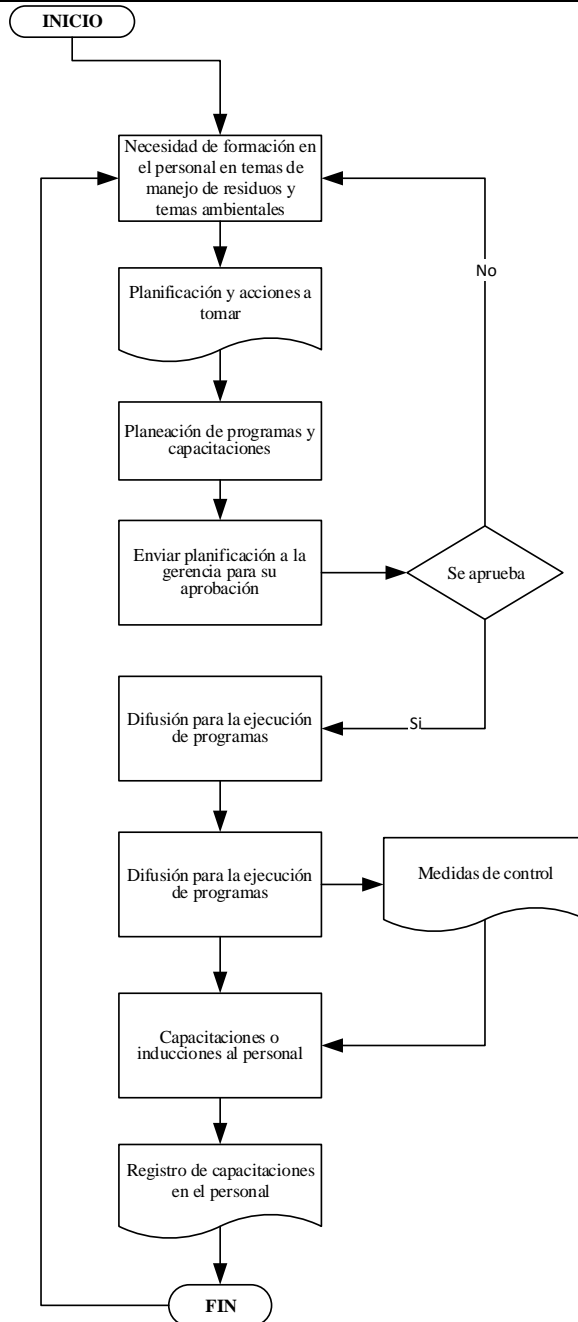 INICIO
Necesidad de formación en
el personal en temas de
manejo de residuos y
temas ambientales
No
Planificación y acciones a
tomar
Planeación de programas y
capacitaciones
Enviar planificación a la
gerencia para su
aprobación
Se aprueba
Si
Difusión para la ejecución
de programas
Difusión para la ejecución
de programas
Medidas de control
Capacitaciones o
inducciones al personal
Registro de capacitaciones
en el personal
FIN